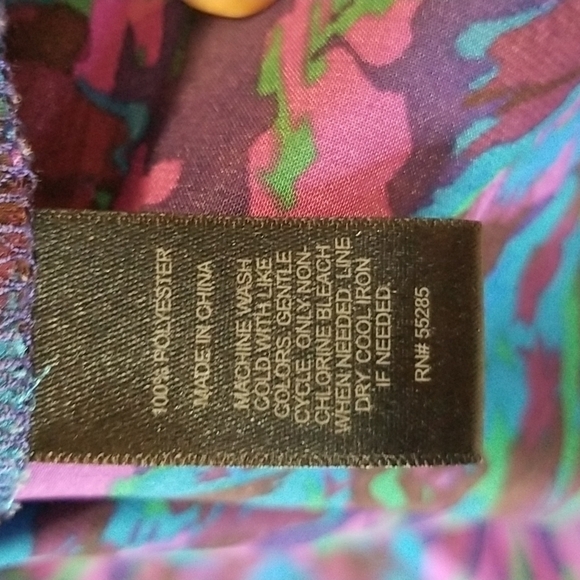 100% POLYESTER
MADE IN CHINA
MACHINE WASH
COLD WITH LIKE
COLORS. GENTLE
CYCLE. ONLY NON-
CHLORINE BLEACH
WHEN NEEDED. LINE
DRY. COOL IRON
IF NEEDED.
RN# 55285